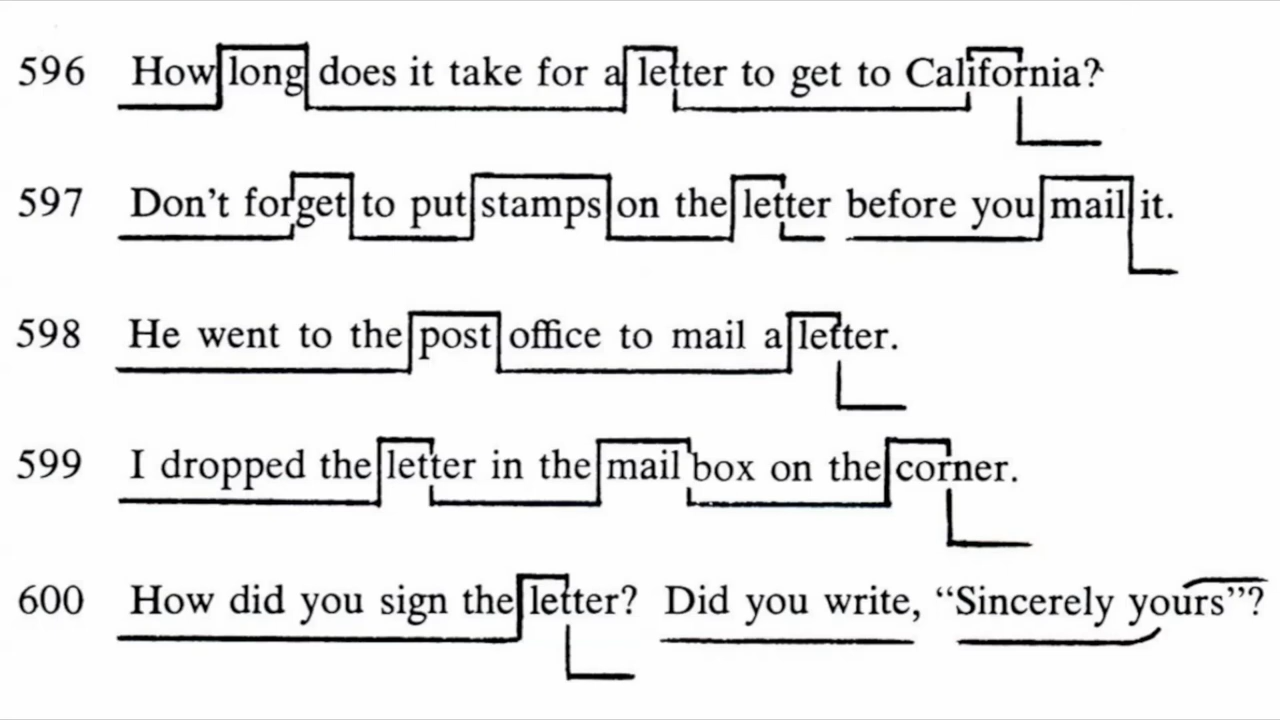 596 How long does it take for a letter to get to California?
597 Don't forget to put stamps on the letter before you mail it.
598 He went to the post office to mail a letter.
599 I dropped the letter in the mail box on the corner.
600 How did you sign the letter? Did you write, “Sincerely yours”?